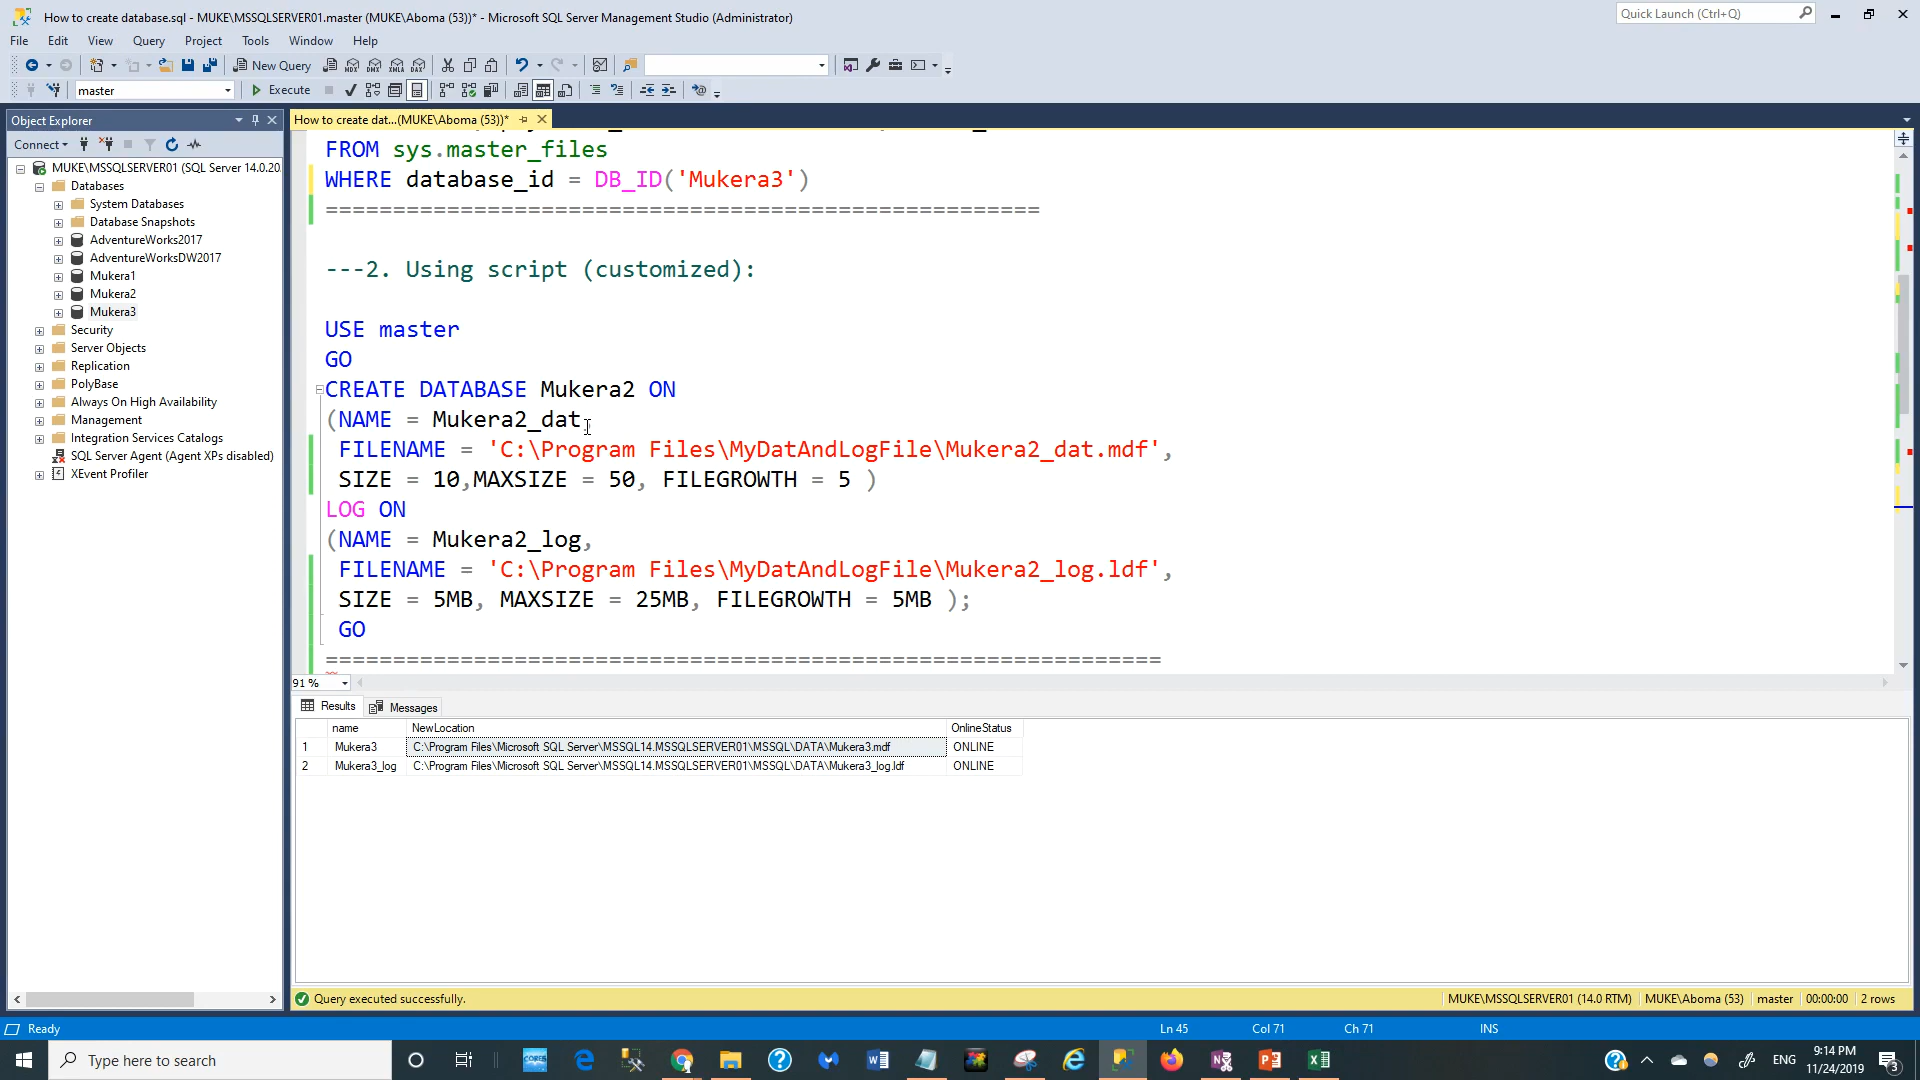 How to create database.sql - MUKE\MSSQLSERVER01.master (MUKE\Aboma (53))* - Microsoft SQL Server Management Studio (Administrator)
Quick Launch (Ctrl+Q)
File Edit View Query Project Tools Window Help
New Query
MDX DMX XMLA DAX
master
Execute
Object Explorer
How to create dat...(MUKE\Aboma (53))*
Connect
MUKE\MSSQLSERVER01 (SQL Server 14.0.20
Databases
System Databases
Database Snapshots
AdventureWorks2017
AdventureWorksDW2017
Mukera1
Mukera2
Mukera3
Security
Server Objects
Replication
PolyBase
Always On High Availability
Management
Integration Services Catalogs
SQL Server Agent (Agent XPs disabled)
XEvent Profiler
FROM sys.master_files
WHERE database_id = DB_ID('Mukera3')
=====================================================
---2. Using script (customized):
USE master
GO
CREATE DATABASE Mukera2 ON
(NAME = Mukera2_dat,
FILENAME = 'C:\Program Files\MyDatAndLogFile\Mukera2_dat.mdf',
SIZE = 10,MAXSIZE = 50, FILEGROWTH = 5 )
LOG ON
(NAME = Mukera2_log,
FILENAME = 'C:\Program Files\MyDatAndLogFile\Mukera2_log.ldf',
SIZE = 5MB, MAXSIZE = 25MB, FILEGROWTH = 5MB );
GO
==============================================================
91 %
Results Messages
name NewLocation OnlineStatus
1 Mukera3 C:\Program Files\Microsoft SQL Server\MSSQL14.MSSQLSERVER01\MSSQL\DATA\Mukera3.mdf ONLINE
2 Mukera3_log C:\Program Files\Microsoft SQL Server\MSSQL14.MSSQLSERVER01\MSSQL\DATA\Mukera3_log.ldf ONLINE
Query executed successfully.
MUKE\MSSQLSERVER01 (14.0 RTM) MUKE\Aboma (53) master 00:00:00 2 rows
Ready
Ln 45 Col 71 Ch 71 INS
Type here to search
ENG
9:14 PM
11/24/2019
3